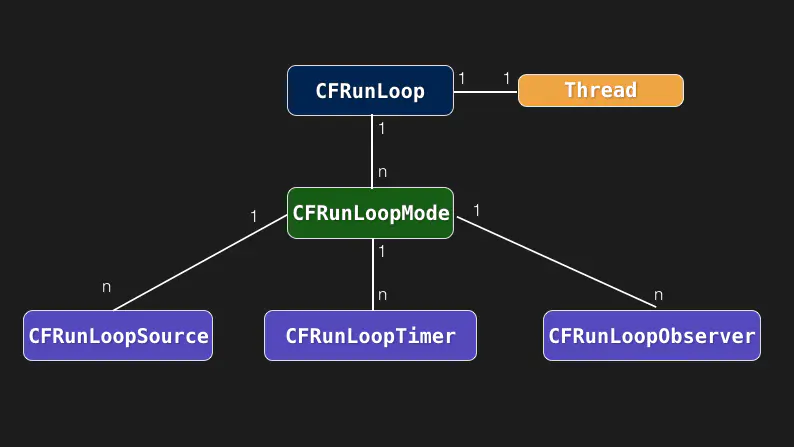 CFRunLoop
1
1
Thread
1
n
CFRunLoopMode
1
1
1
n
n
n
CFRunLoopSource
CFRunLoopTimer
CFRunLoopObserver